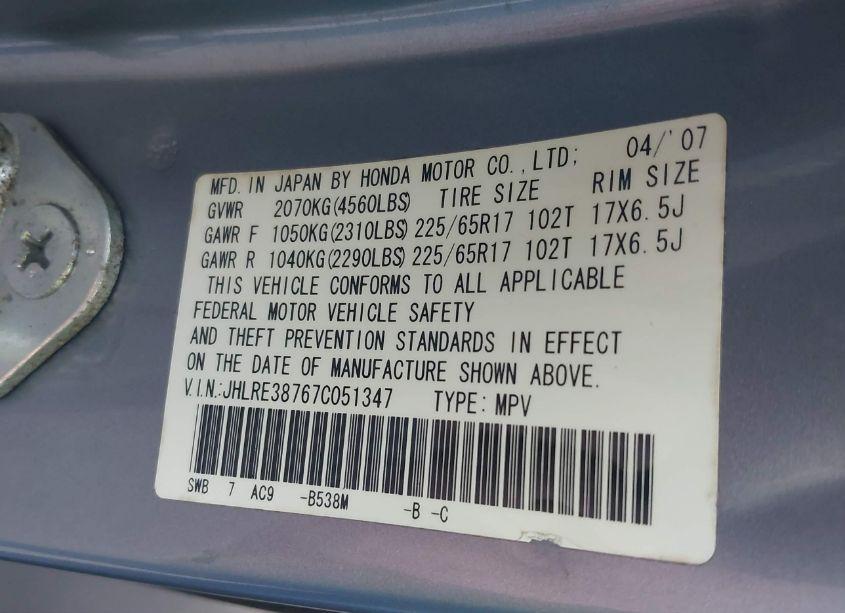 MFD. IN JAPAN BY HONDA MOTOR CO., LTD; 04/'07
GVWR 2070KG(4560LBS) TIRE SIZE RIM SIZE
GAWR F 1050KG(2310LBS) 225/65R17 102T 17X6.5J
GAWR R 1040KG(2290LBS) 225/65R17 102T 17X6.5J
THIS VEHICLE CONFORMS TO ALL APPLICABLE
FEDERAL MOTOR VEHICLE SAFETY
AND THEFT PREVENTION STANDARDS IN EFFECT
ON THE DATE OF MANUFACTURE SHOWN ABOVE.
V.I.N.:JHLRE38767C051347 TYPE: MPV
SWB 7 AC9 -B538M -B -C